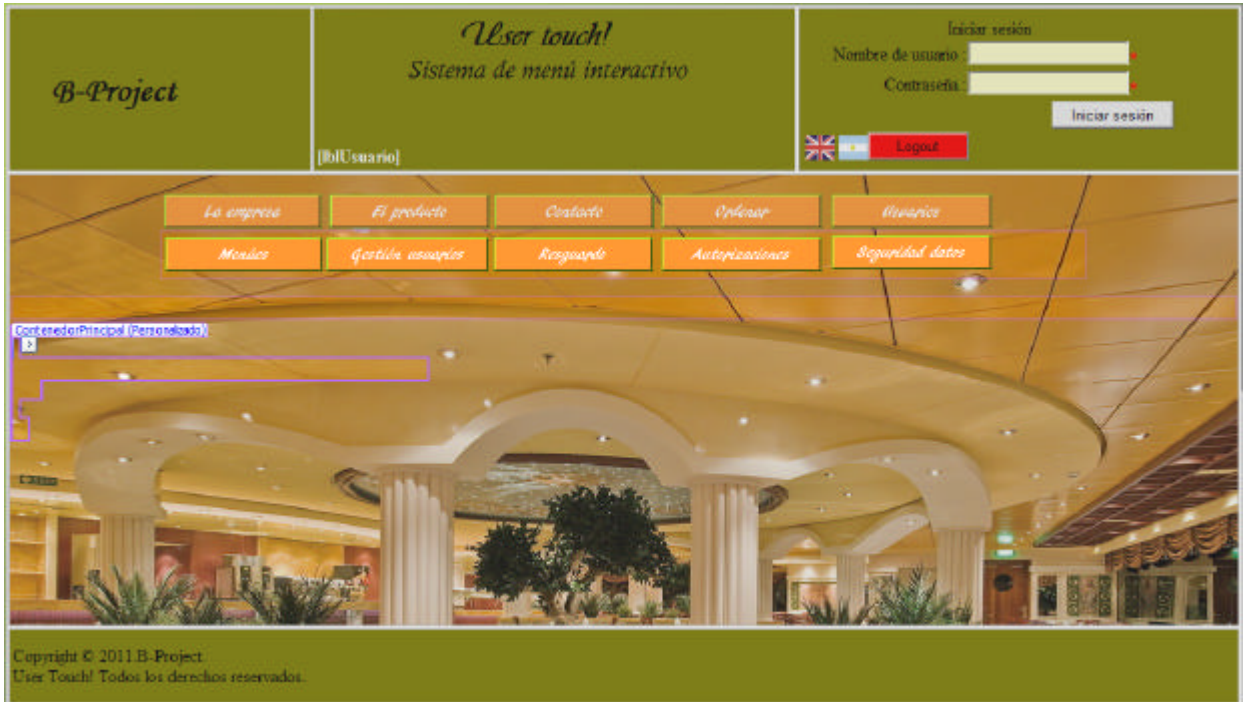 B-Project
User touch!
Sistema de menú interactivo
[lblUsuario]
Iniciar sesión
Nombre de usuario :
*
Contraseña :
*
Iniciar sesión
Logout
La empresa
El producto
Contacto
Ordenar
Usuarios
Menúes
Gestión usuarios
Resguardo
Autorizaciones
Seguridad datos
ContenedorPrincipal (Personalizado)
>
Copyright © 2011.B-Project.
User Touch! Todos los derechos reservados.